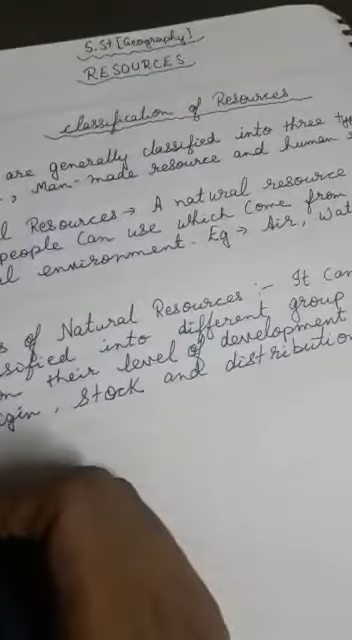 S.St [Geography]
RESOURCES
classification of Resources
are generally classified into three
, Man-made resource and human
Resources → A natural resource
people can use which come from
environment. Eg → Air,
of Natural Resources :- It can
into different group
their level of development
, Stock and distribution